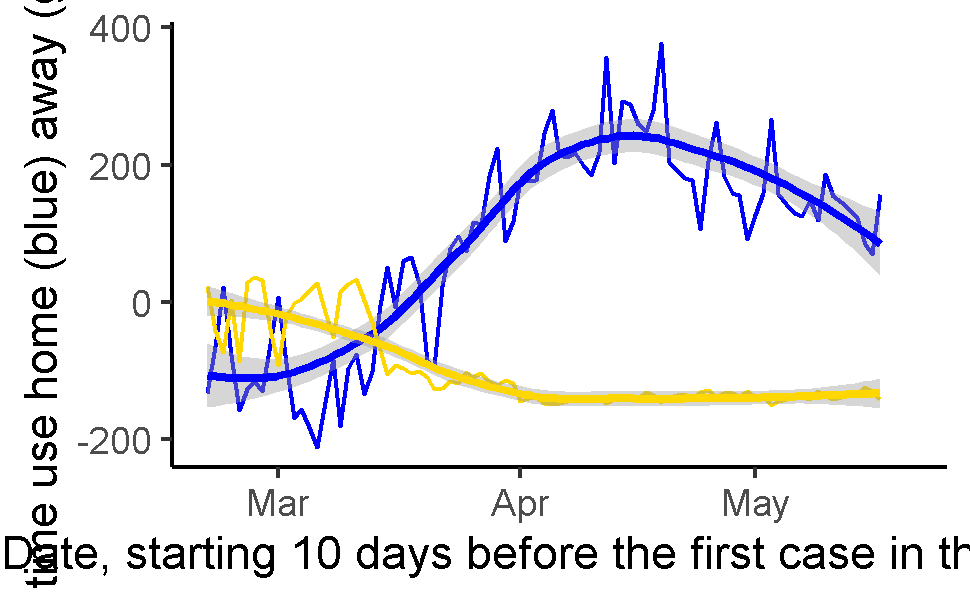 time use home (blue) away (
400
200
0
-200
Mar Apr May
Date, starting 10 days before the first case in th